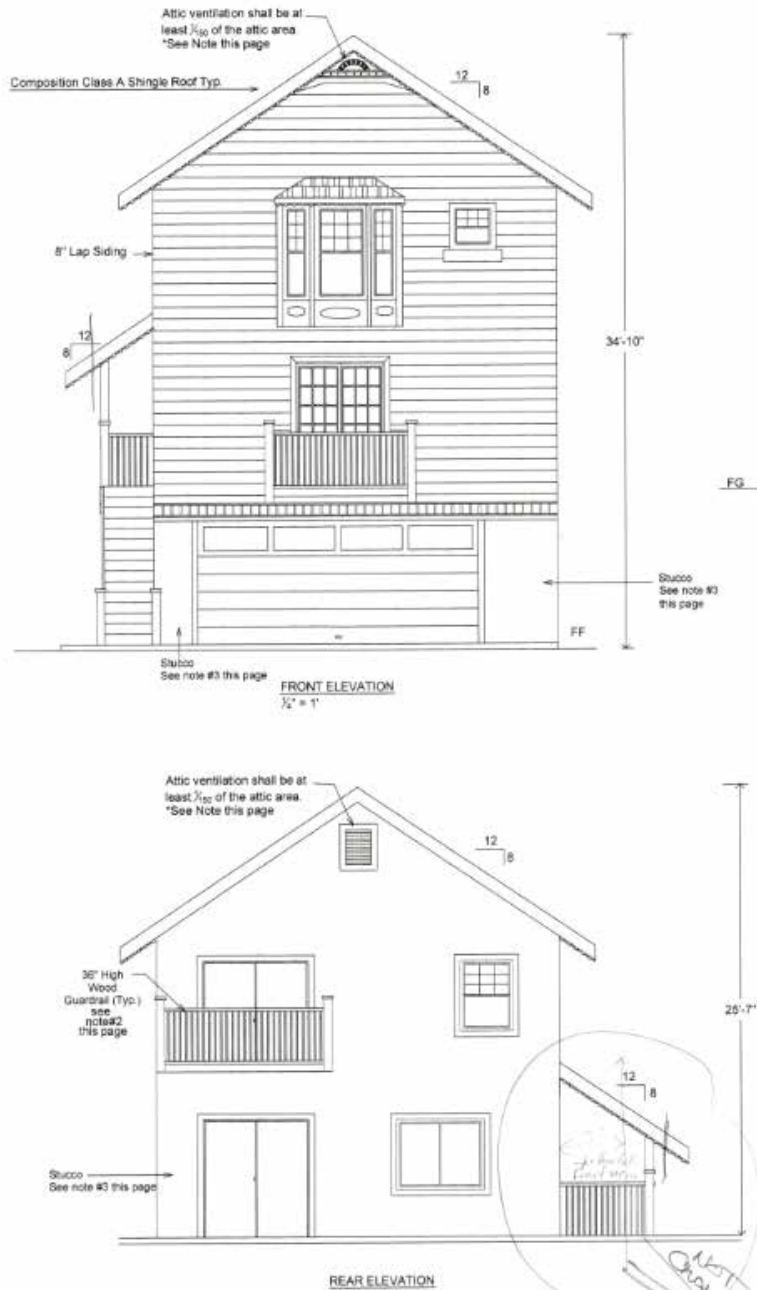 Attic ventilation shall be at
least 1/150 of the attic area
*See Note this page
Composition Class A Shingle Roof Typ.
12
8
8" Lap Siding
12
8
34'-10"
FG
Stucco
See note #3
this page
FF
Stucco
See note #3 this page
FRONT ELEVATION
¼" = 1'
Attic ventilation shall be at
least 1/150 of the attic area.
*See Note this page
12
8
36" High
Wood
Guardrail (Typ.)
see
note#2
this page
25'-7"
12
8
Stucco
See note #3 this page
REAR ELEVATION